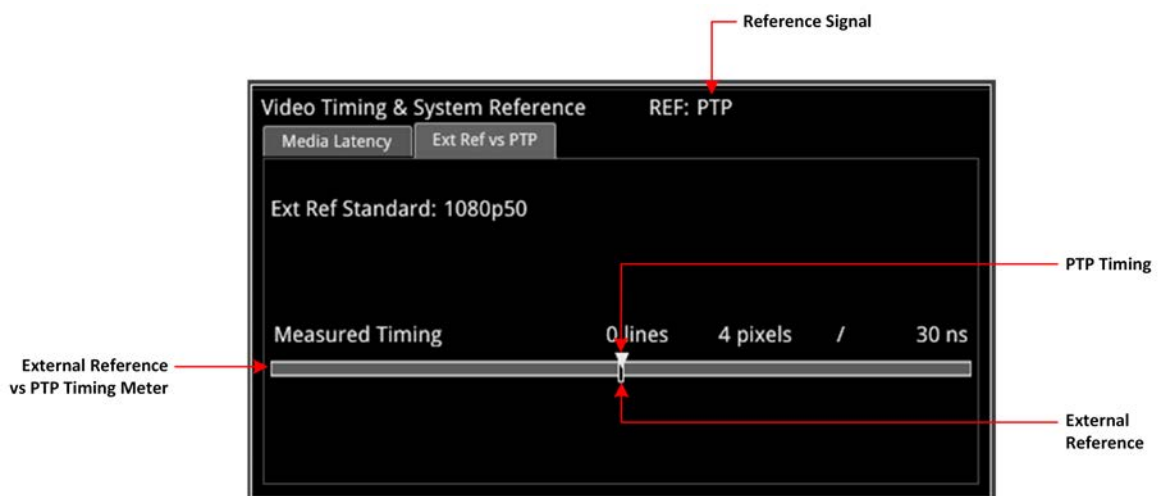 Reference Signal
Video Timing & System Reference REF: PTP
Media Latency Ext Ref vs PTP
Ext Ref Standard: 1080p50
PTP Timing
Measured Timing 0 lines 4 pixels / 30 ns
External Reference
vs PTP Timing Meter
External
Reference